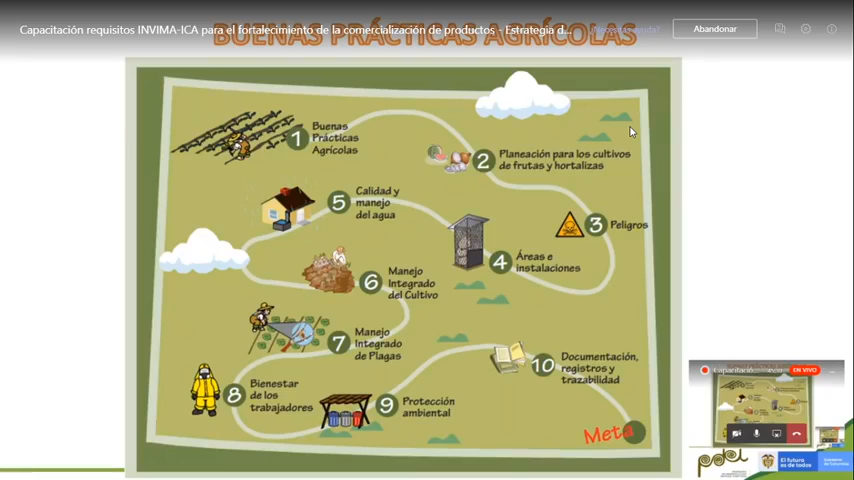 Capacitación requisitos INVIMA-ICA para el fortalecimiento de la comercialización de productos - Estrategia d...
Abandonar
BUENAS PRÁCTICAS AGRÍCOLAS
1
Buenas
Prácticas
Agrícolas
2
Planeación para los cultivos
de frutas y hortalizas
3
Peligros
4
Áreas e
instalaciones
5
Calidad y
manejo
del agua
6
Manejo
Integrado
del Cultivo
7
Manejo
Integrado
de Plagas
8
Bienestar
de los
trabajadores
9
Protección
ambiental
10
Documentación,
registros y
trazabilidad
Meta
EN VIVO
El futuro
es de todos